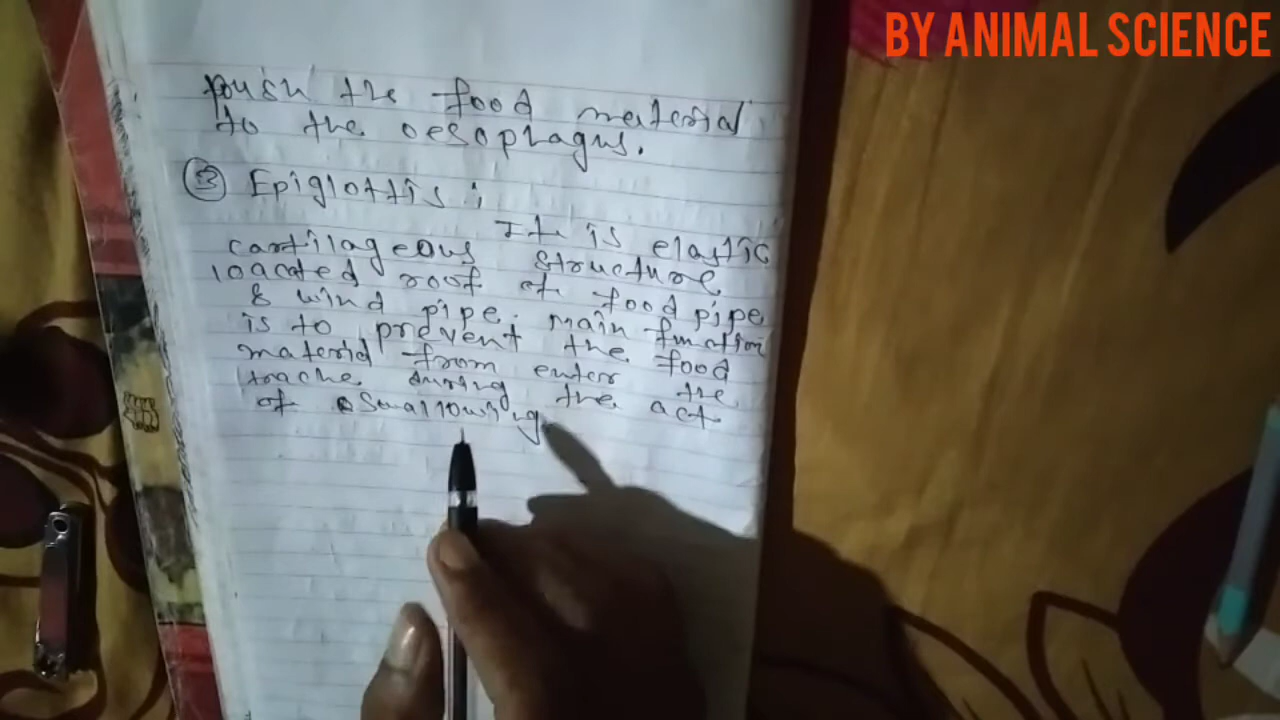 BY ANIMAL SCIENCE
push the food material
to the oesophagus.
③ Epiglottis :
It is elastic
cartilageous structure
loacated roof of food pipe
& wind pipe. main function
is to prevent the food
material from enters the
trache during the act
of swallowing